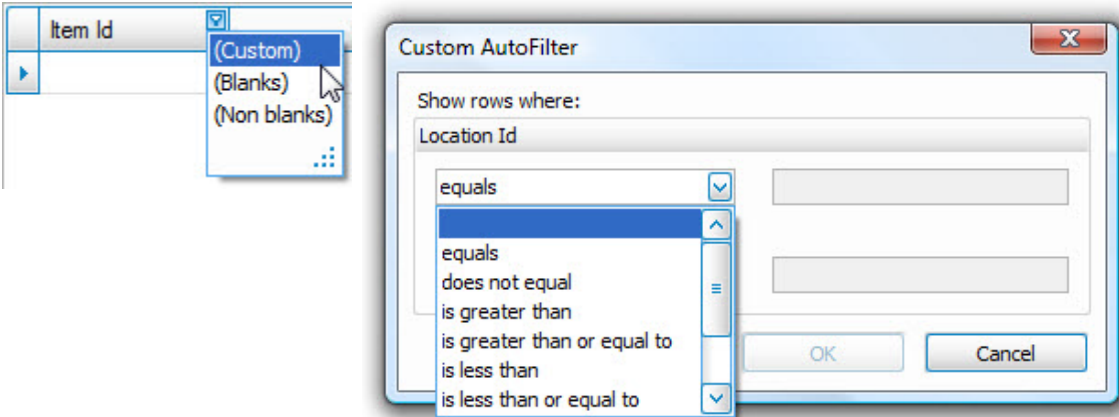 Item Id
(Custom)
(Blanks)
(Non blanks)
Custom AutoFilter
Show rows where:
Location Id
equals
equals
does not equal
is greater than
is greater than or equal to
is less than
is less than or equal to
OK
Cancel